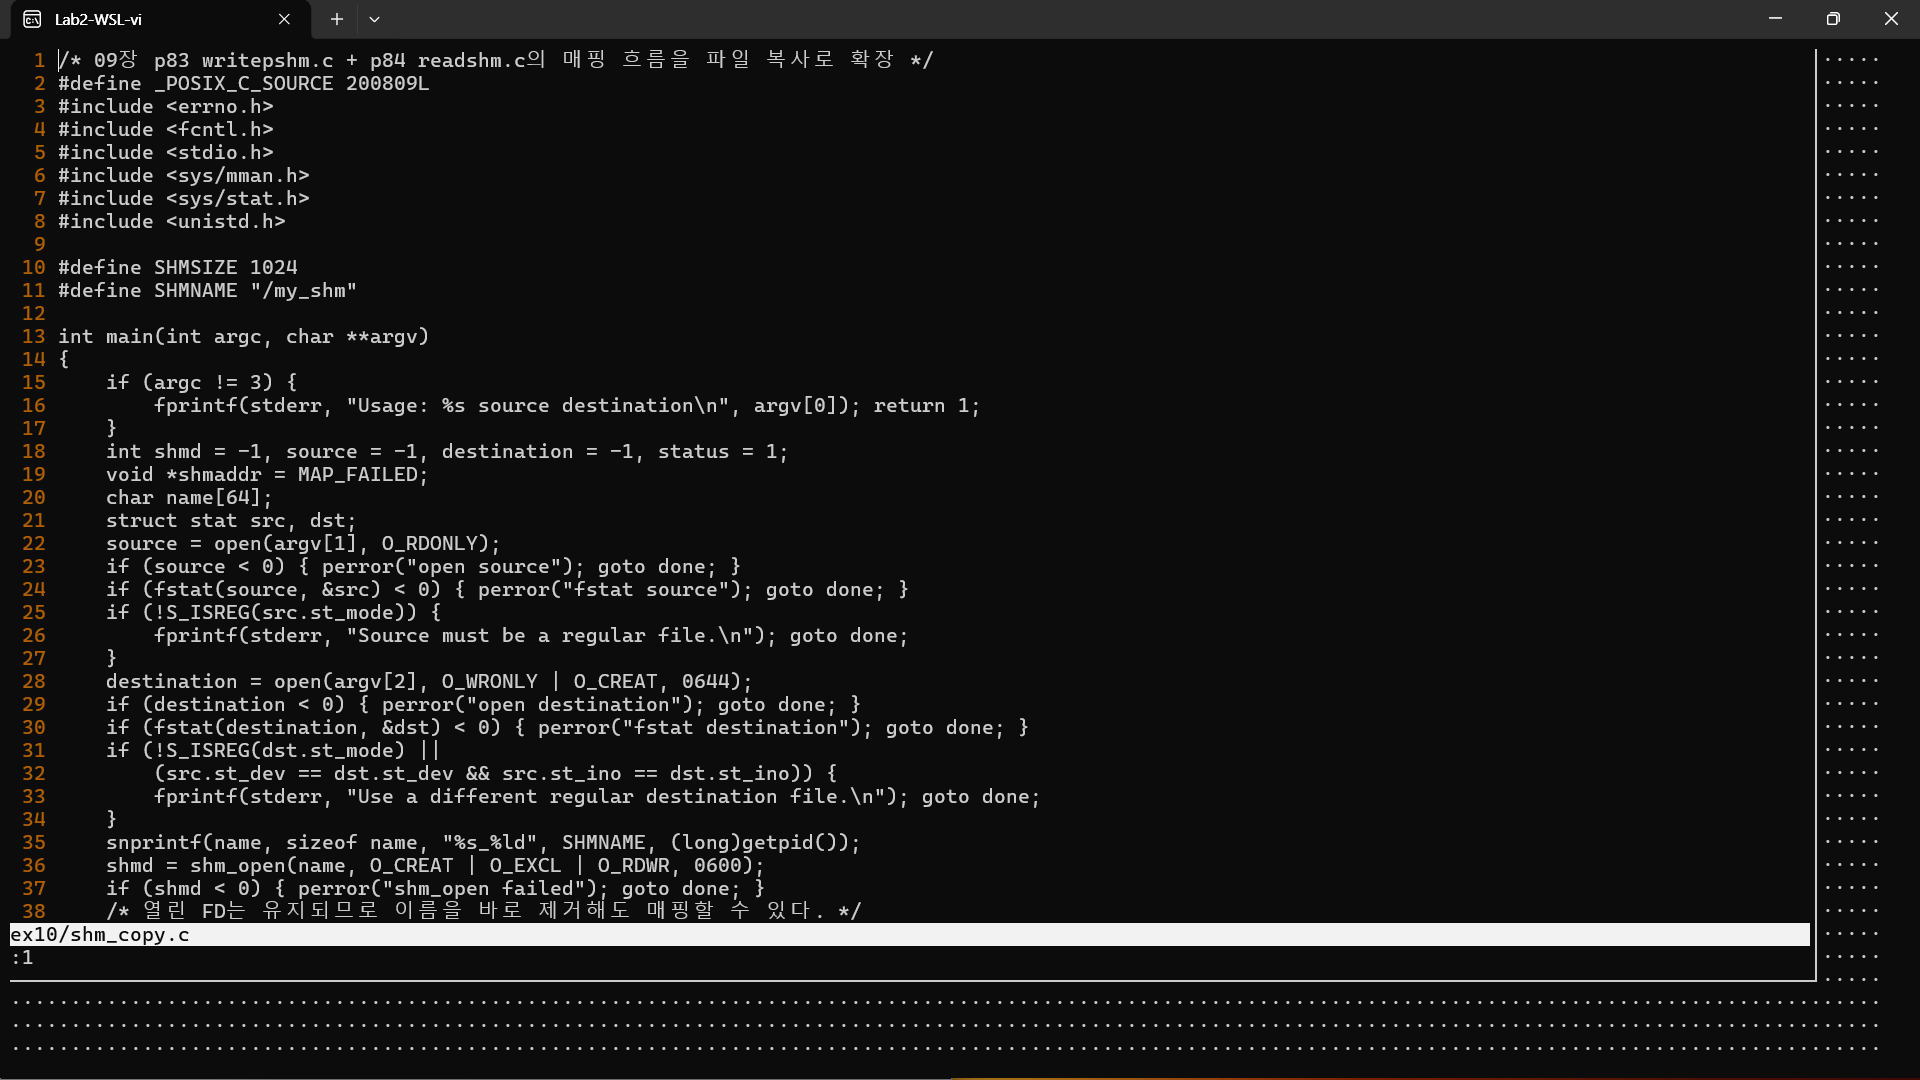 Lab2-WSL-vi
1 /* 09장 p83 writepshm.c + p84 readshm.c의 매핑 흐름을 파일 복사로 확장 */
2 #define _POSIX_C_SOURCE 200809L
3 #include <errno.h>
4 #include <fcntl.h>
5 #include <stdio.h>
6 #include <sys/mman.h>
7 #include <sys/stat.h>
8 #include <unistd.h>
9
10 #define SHMSIZE 1024
11 #define SHMNAME "/my_shm"
12
13 int main(int argc, char **argv)
14 {
15     if (argc != 3) {
16         fprintf(stderr, "Usage: %s source destination\n", argv[0]); return 1;
17     }
18     int shmd = -1, source = -1, destination = -1, status = 1;
19     void *shmaddr = MAP_FAILED;
20     char name[64];
21     struct stat src, dst;
22     source = open(argv[1], O_RDONLY);
23     if (source < 0) { perror("open source"); goto done; }
24     if (fstat(source, &src) < 0) { perror("fstat source"); goto done; }
25     if (!S_ISREG(src.st_mode)) {
26         fprintf(stderr, "Source must be a regular file.\n"); goto done;
27     }
28     destination = open(argv[2], O_WRONLY | O_CREAT, 0644);
29     if (destination < 0) { perror("open destination"); goto done; }
30     if (fstat(destination, &dst) < 0) { perror("fstat destination"); goto done; }
31     if (!S_ISREG(dst.st_mode) ||
32         (src.st_dev == dst.st_dev && src.st_ino == dst.st_ino)) {
33         fprintf(stderr, "Use a different regular destination file.\n"); goto done;
34     }
35     snprintf(name, sizeof name, "%s_%ld", SHMNAME, (long)getpid());
36     shmd = shm_open(name, O_CREAT | O_EXCL | O_RDWR, 0600);
37     if (shmd < 0) { perror("shm_open failed"); goto done; }
38     /* 열린 FD는 유지되므로 이름을 바로 제거해도 매핑할 수 있다. */
ex10/shm_copy.c
:1